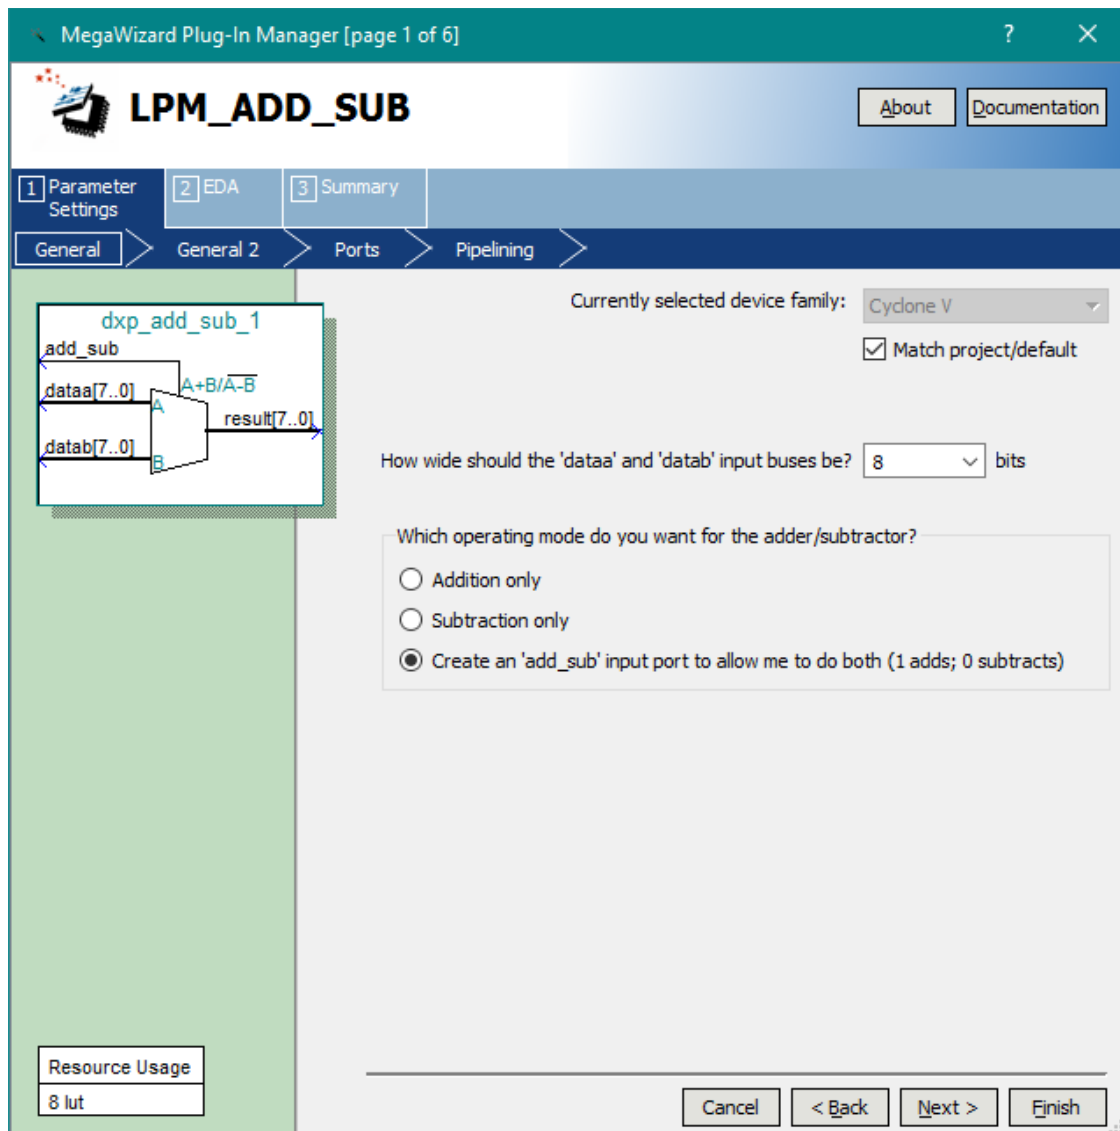 MegaWizard Plug-In Manager [page 1 of 6]
?
LPM_ADD_SUB
About
Documentation
1 Parameter Settings
2 EDA
3 Summary
General
General 2
Ports
Pipelining
dxp_add_sub_1
add_sub
A+B/A-B
dataa[7..0]
A
result[7..0]
datab[7..0]
B
Currently selected device family:
Cyclone V
Match project/default
How wide should the 'dataa' and 'datab' input buses be?
8
bits
Which operating mode do you want for the adder/subtractor?
Addition only
Subtraction only
Create an 'add_sub' input port to allow me to do both (1 adds; 0 subtracts)
Resource Usage
8 lut
Cancel
< Back
Next >
Finish